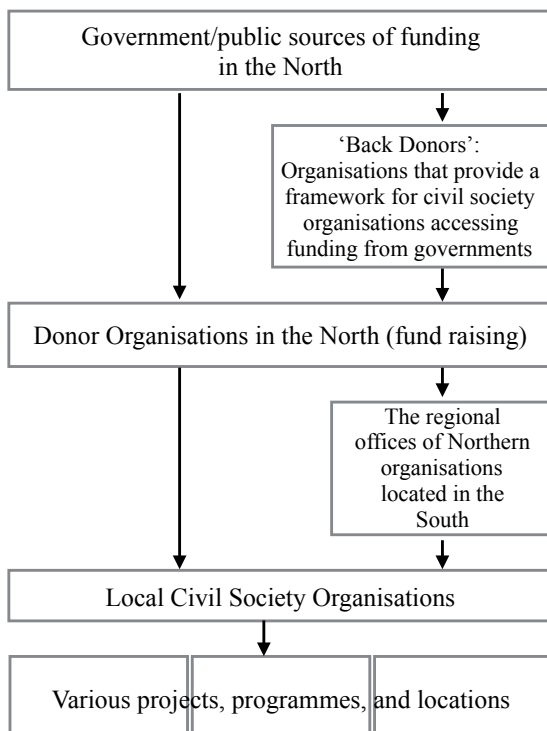 Government/public sources of funding
in the North
‘Back Donors’:
Organisations that provide a
framework for civil society
organisations accessing
funding from governments
Donor Organisations in the North (fund raising)
The regional
offices of Northern
organisations
located in the
South
Local Civil Society Organisations
Various projects, programmes, and locations